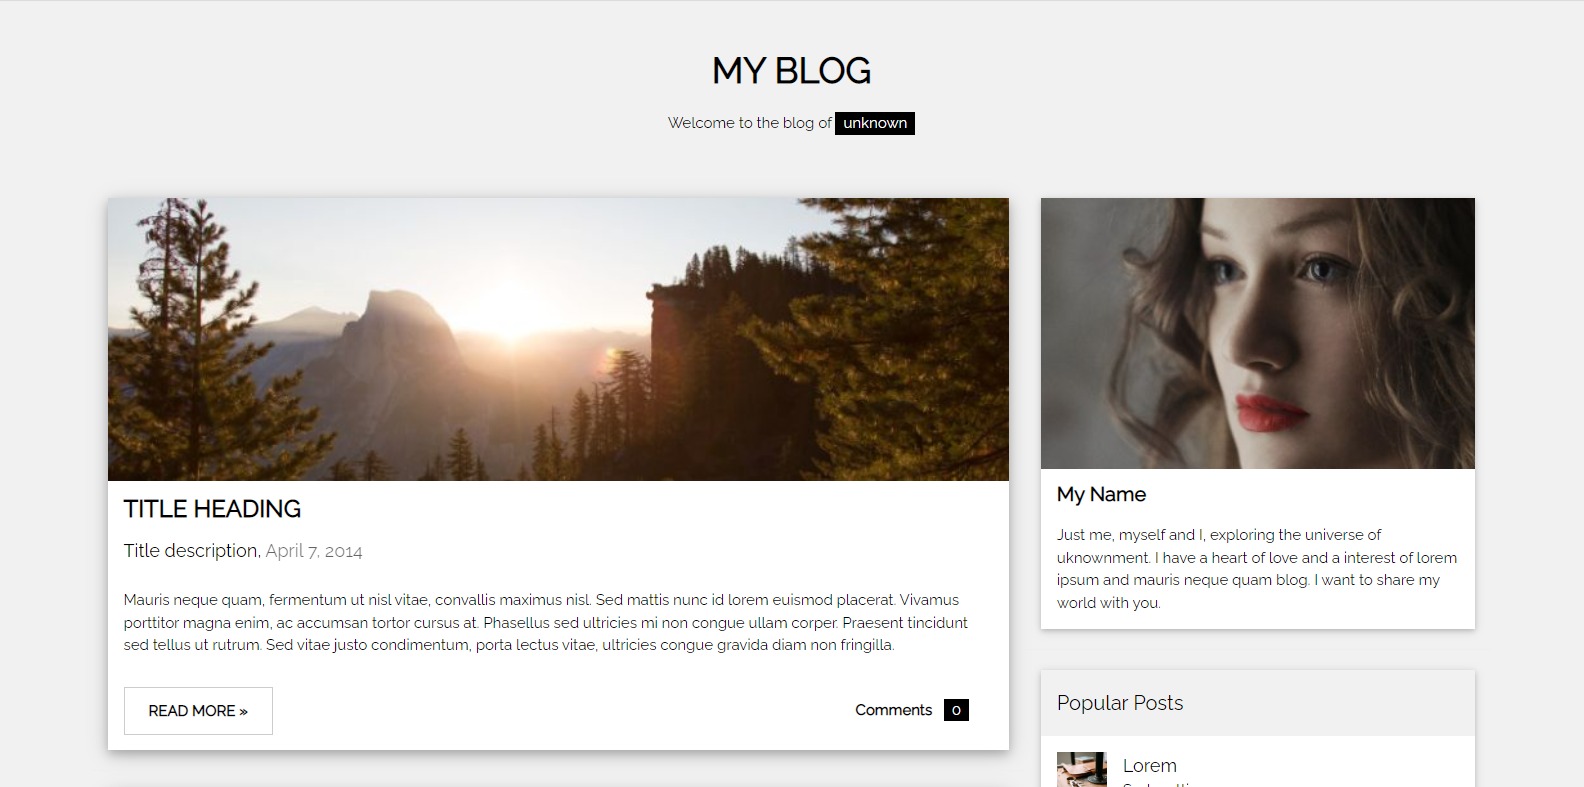 MY BLOG
Welcome to the blog of unknown
TITLE HEADING
Title description, April 7, 2014
Mauris neque quam, fermentum ut nisl vitae, convallis maximus nisl. Sed mattis nunc id lorem euismod placerat. Vivamus
porttitor magna enim, ac accumsan tortor cursus at. Phasellus sed ultricies mi non congue ullam corper. Praesent tincidunt
sed tellus ut rutrum. Sed vitae justo condimentum, porta lectus vitae, ultricies congue gravida diam non fringilla.
READ MORE »
Comments 0
My Name
Just me, myself and I, exploring the universe of
uknownment. I have a heart of love and a interest of lorem
ipsum and mauris neque quam blog. I want to share my
world with you.
Popular Posts
Lorem